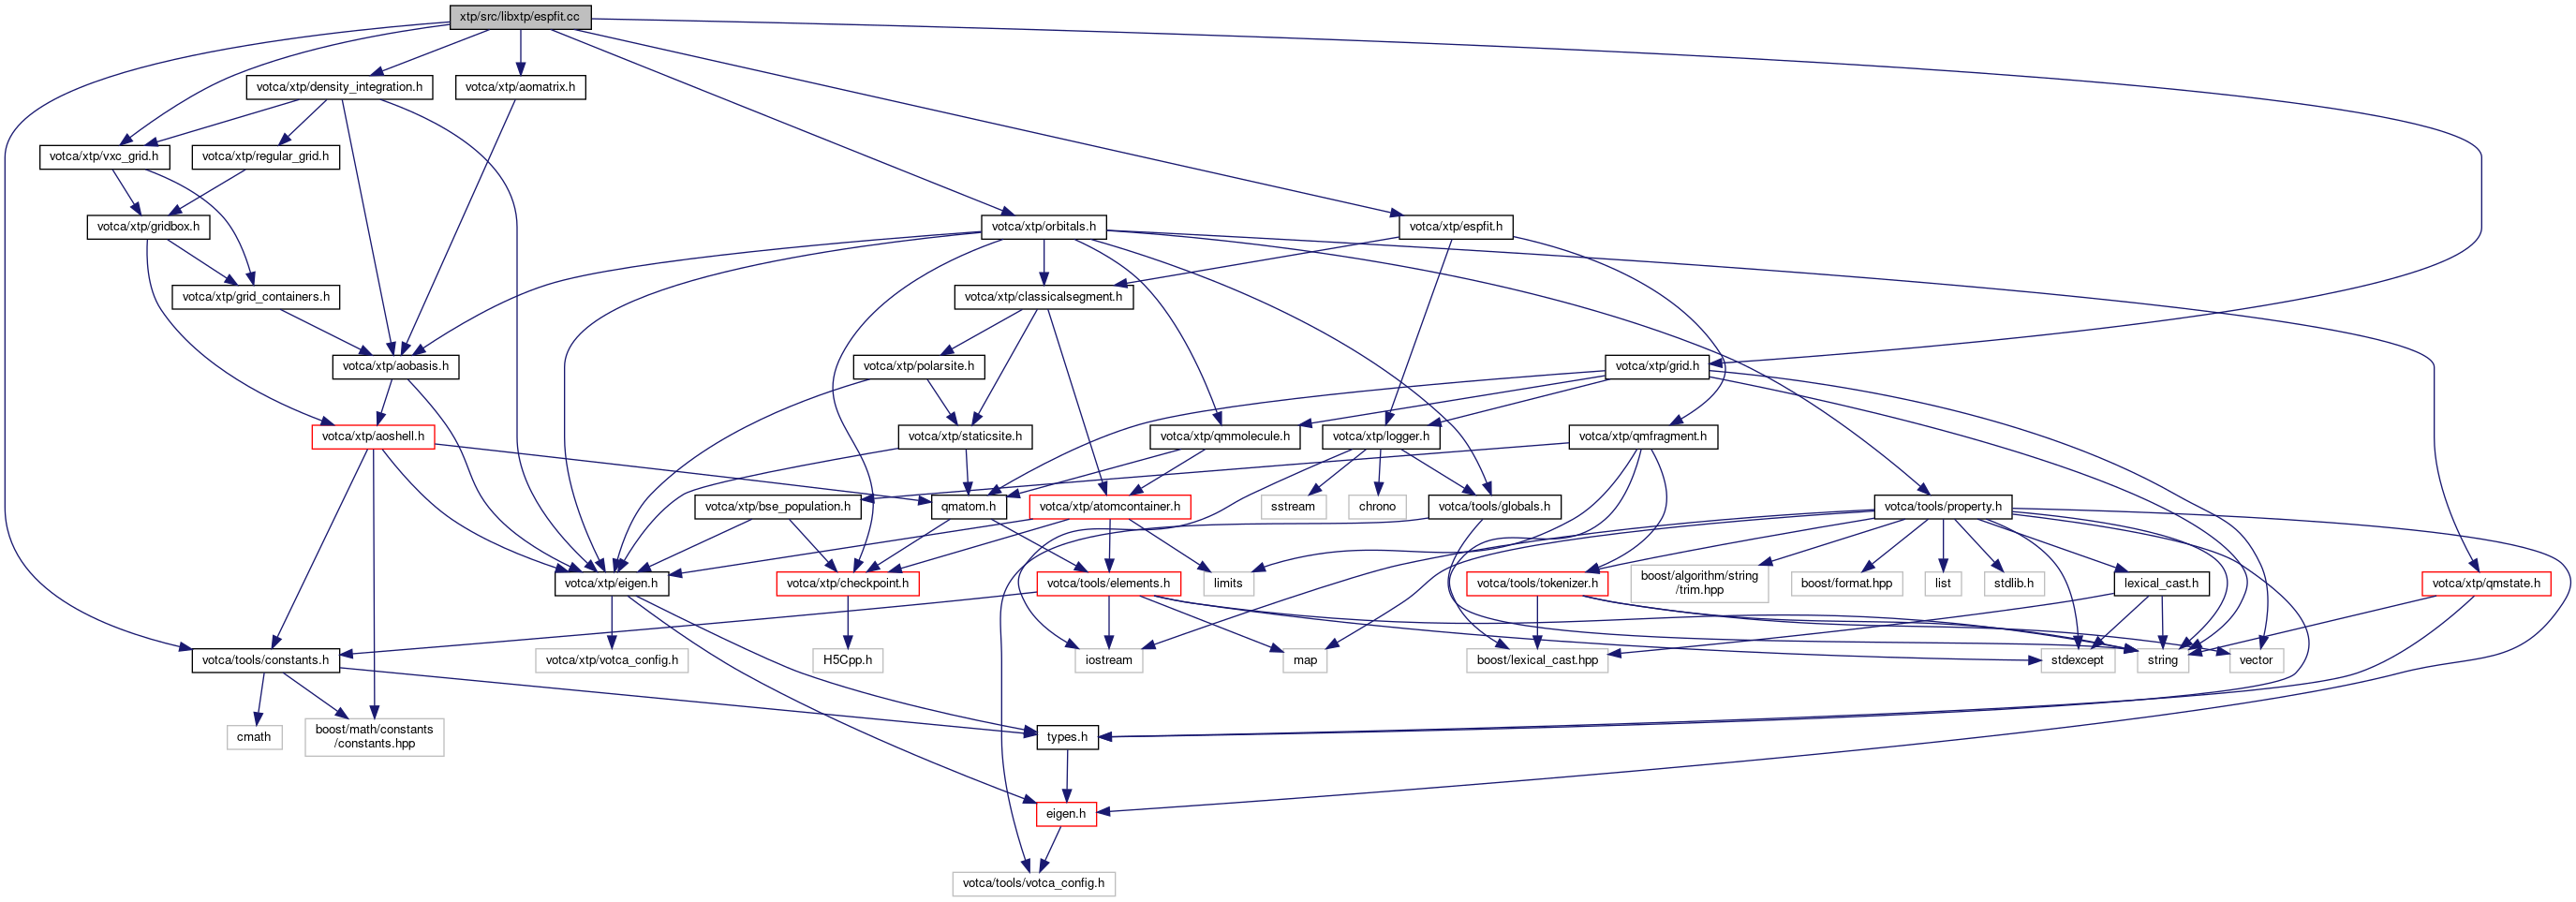 xtp/src/libxtp/espfit.cc
votca/xtp/density_integration.h
votca/xtp/aomatrix.h
votca/xtp/vxc_grid.h
votca/xtp/regular_grid.h
votca/xtp/gridbox.h
votca/xtp/orbitals.h
votca/xtp/espfit.h
votca/xtp/grid_containers.h
votca/xtp/classicalsegment.h
votca/xtp/aobasis.h
votca/xtp/polarsite.h
votca/xtp/grid.h
votca/xtp/aoshell.h
votca/xtp/staticsite.h
votca/xtp/qmmolecule.h
votca/xtp/logger.h
votca/xtp/qmfragment.h
votca/xtp/bse_population.h
qmatom.h
votca/xtp/atomcontainer.h
sstream
chrono
votca/tools/globals.h
votca/tools/property.h
votca/xtp/eigen.h
votca/xtp/checkpoint.h
votca/tools/elements.h
limits
votca/tools/tokenizer.h
boost/algorithm/string
/trim.hpp
boost/format.hpp
list
stdlib.h
lexical_cast.h
votca/xtp/qmstate.h
votca/tools/constants.h
votca/xtp/votca_config.h
H5Cpp.h
iostream
map
boost/lexical_cast.hpp
stdexcept
string
vector
cmath
boost/math/constants
/constants.hpp
types.h
eigen.h
votca/tools/votca_config.h